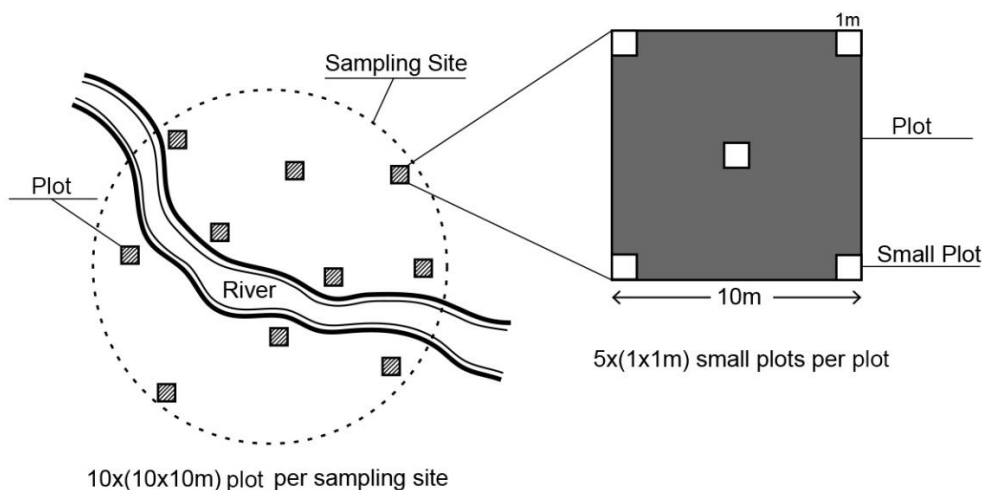 Sampling Site
Plot
River
10x(10x10m) plot per sampling site
1m
Plot
Small Plot
10m
5x(1x1m) small plots per plot